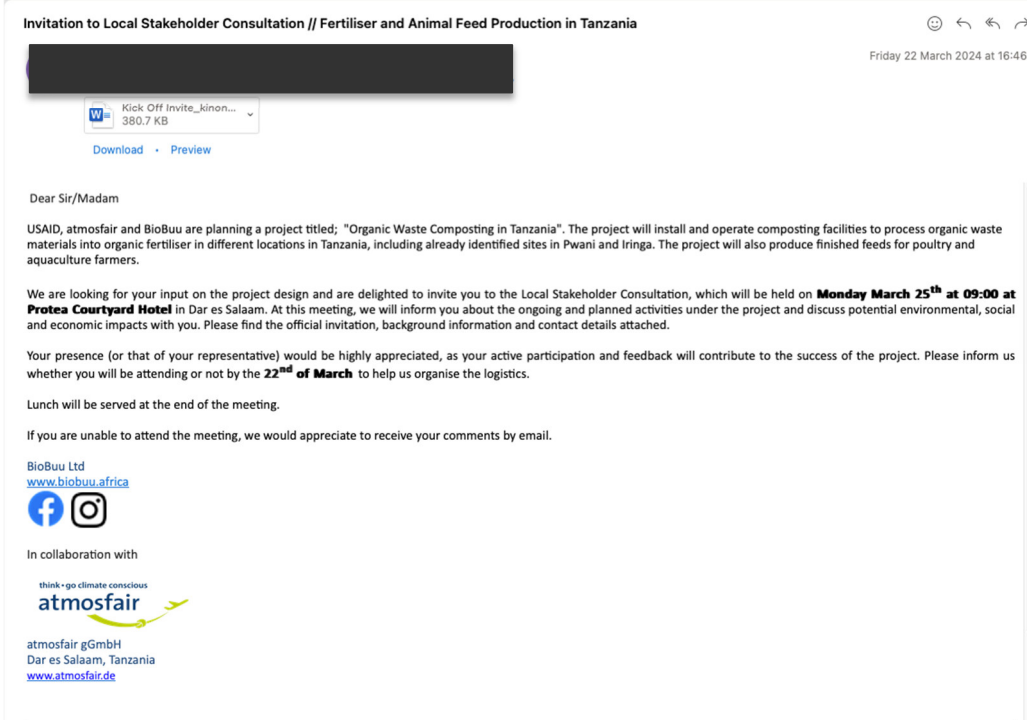 Invitation to Local Stakeholder Consultation // Fertiliser and Animal Feed Production in Tanzania
Friday 22 March 2024 at 16:46
Kick Off Invite_kinon...
380.7 KB
Download • Preview
Dear Sir/Madam
USAID, atmosfair and BioBuu are planning a project titled; "Organic Waste Composting in Tanzania". The project will install and operate composting facilities to process organic waste
materials into organic fertiliser in different locations in Tanzania, including already identified sites in Pwani and Iringa. The project will also produce finished feeds for poultry and
aquaculture farmers.
We are looking for your input on the project design and are delighted to invite you to the Local Stakeholder Consultation, which will be held on Monday March 25th at 09:00 at
Protea Courtyard Hotel in Dar es Salaam. At this meeting, we will inform you about the ongoing and planned activities under the project and discuss potential environmental, social
and economic impacts with you. Please find the official invitation, background information and contact details attached.
Your presence (or that of your representative) would be highly appreciated, as your active participation and feedback will contribute to the success of the project. Please inform us
whether you will be attending or not by the 22nd of March to help us organise the logistics.
Lunch will be served at the end of the meeting.
If you are unable to attend the meeting, we would appreciate to receive your comments by email.
BioBuu Ltd
www.biobuu.africa
In collaboration with
think•go climate conscious
atmosfair
atmosfair gGmbH
Dar es Salaam, Tanzania
www.atmosfair.de